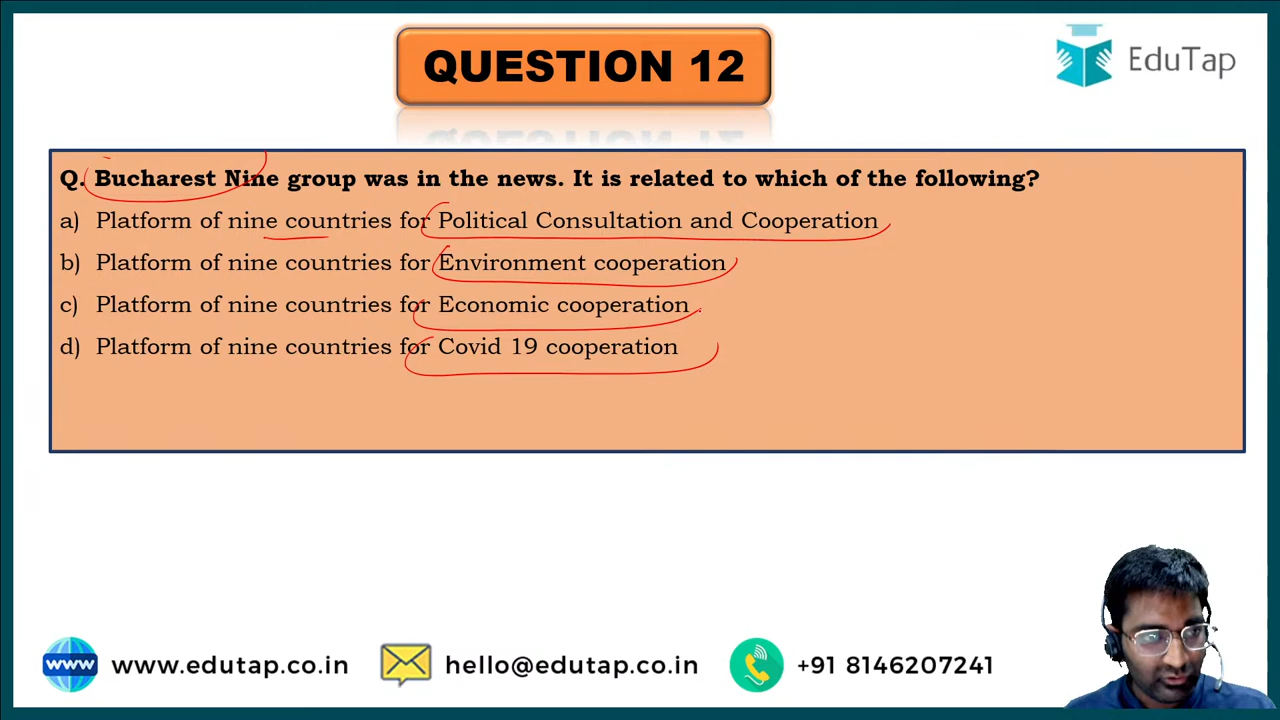 QUESTION 12
EduTap
Q. Bucharest Nine group was in the news. It is related to which of the following?
a) Platform of nine countries for Political Consultation and Cooperation
b) Platform of nine countries for Environment cooperation
c) Platform of nine countries for Economic cooperation
d) Platform of nine countries for Covid 19 cooperation
www www.edutap.co.in hello@edutap.co.in +91 8146207241